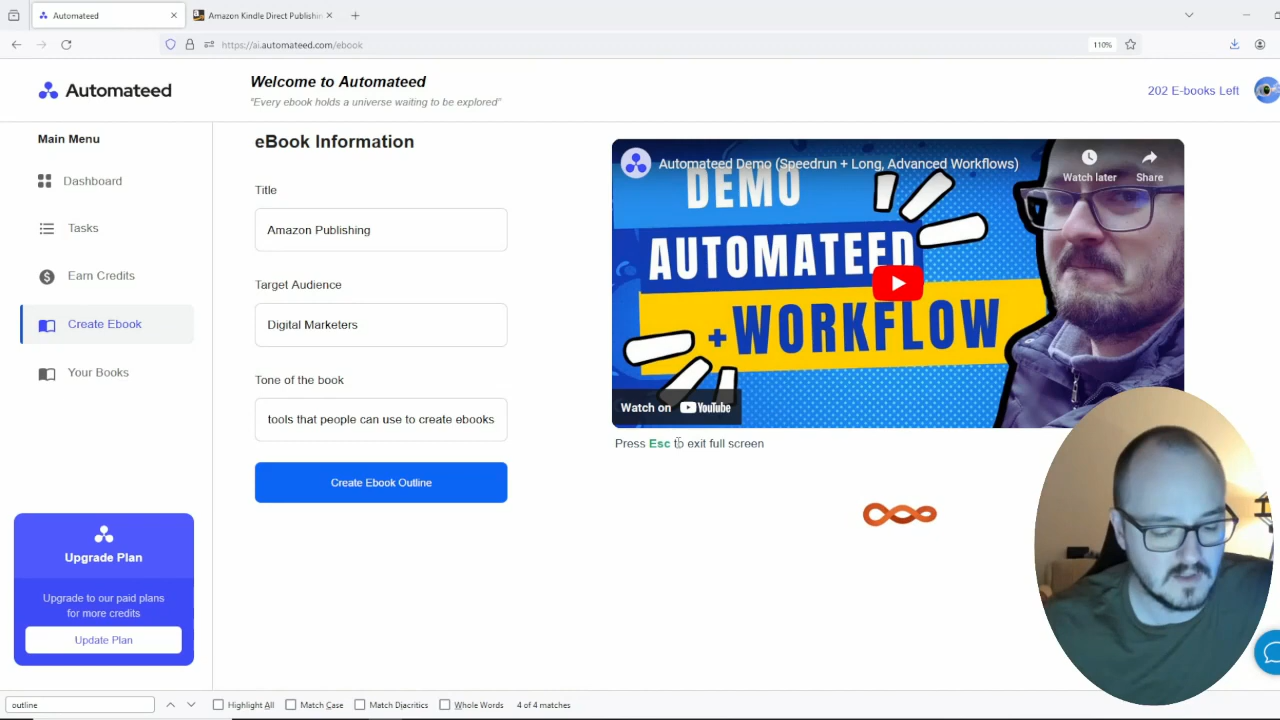 Automateed
Amazon Kindle Direct Publishin
https://ai.automateed.com/ebook
110%
Automateed
Welcome to Automateed
"Every ebook holds a universe waiting to be explored"
202 E-books Left
Main Menu
Dashboard
Tasks
Earn Credits
Create Ebook
Your Books
Upgrade Plan
Upgrade to our paid plans
for more credits
Update Plan
eBook Information
Title
Amazon Publishing
Target Audience
Digital Marketers
Tone of the book
tools that people can use to create ebooks
Create Ebook Outline
Automateed Demo (Speedrun + Long, Advanced Workflows)
Watch later
Share
DEMO
AUTOMATEED
+WORKFLOW
Watch on YouTube
Press Esc to exit full screen
outline
Highlight All
Match Case
Match Diacritics
Whole Words
4 of 4 matches